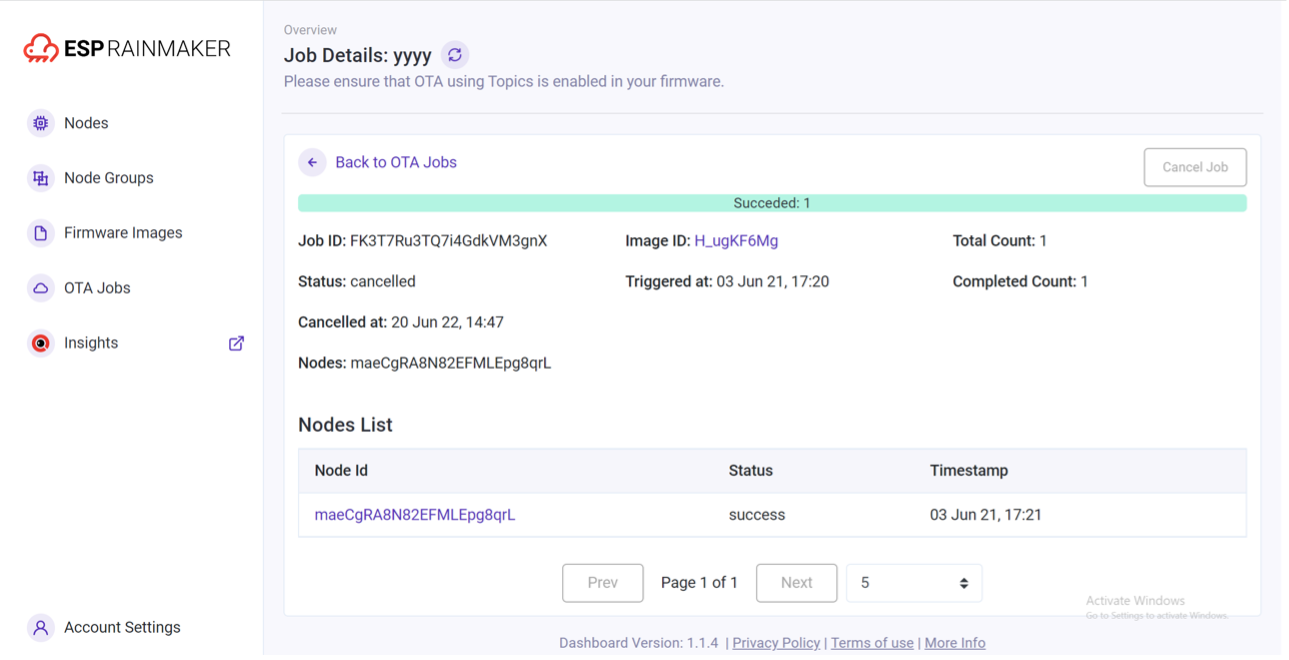 ESP RAINMAKER
Nodes
Node Groups
Firmware Images
OTA Jobs
Insights
Account Settings
Overview
Job Details: yyyy
Please ensure that OTA using Topics is enabled in your firmware.
Back to OTA Jobs
Cancel Job
Succeded: 1
Job ID: FK3T7Ru3TQ7i4GdkVM3gnX Image ID: H_ugKF6Mg Total Count: 1
Status: cancelled Triggered at: 03 Jun 21, 17:20 Completed Count: 1
Cancelled at: 20 Jun 22, 14:47
Nodes: maeCgRA8N82EFMLEpg8qrL
Nodes List
Node Id Status Timestamp
maeCgRA8N82EFMLEpg8qrL success 03 Jun 21, 17:21
Prev Page 1 of 1 Next 5
Activate Windows
Go to Settings to activate Windows.
Dashboard Version: 1.1.4 | Privacy Policy | Terms of use | More Info